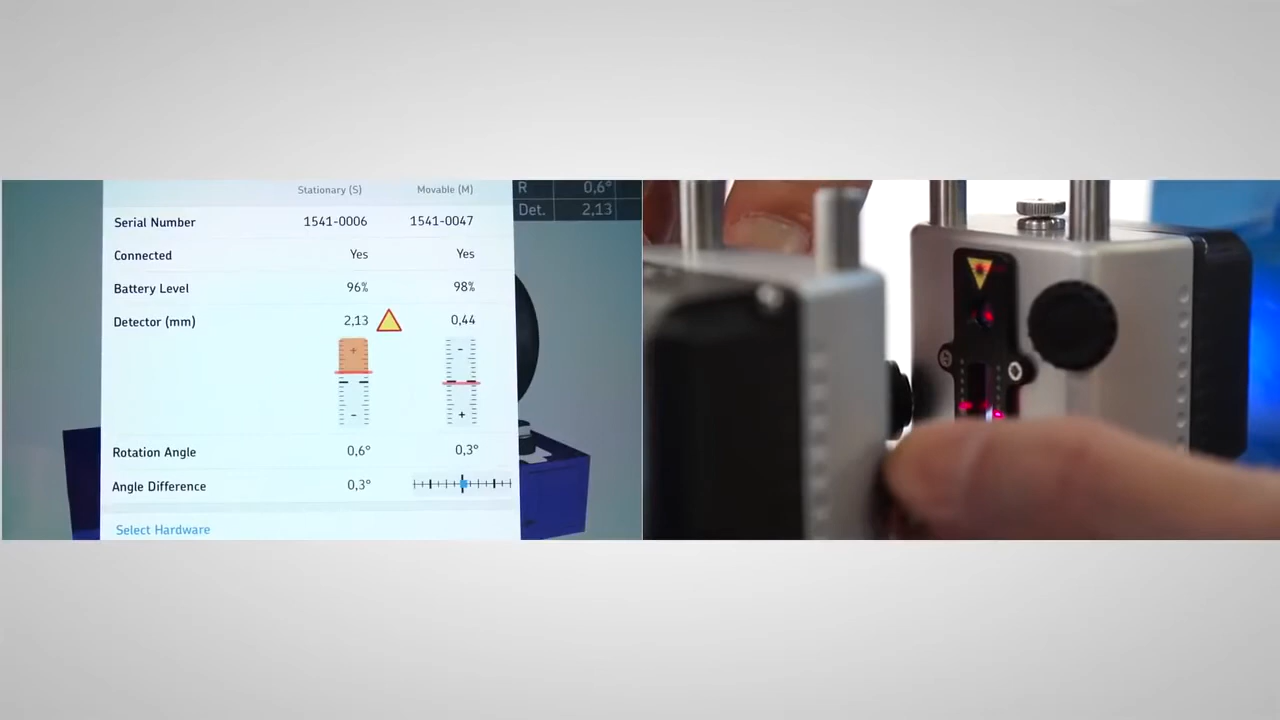 Stationary (S) Movable (M)
R 0,6°
Serial Number 1541-0026 1541-0047
Det. 2,13
Connected Yes Yes
Battery Level 96% 98%
Detector (mm) 2,13 0,44
+ -
- +
Rotation Angle 0,6° 0,3°
Angle Difference 0,3°
Select Hardware